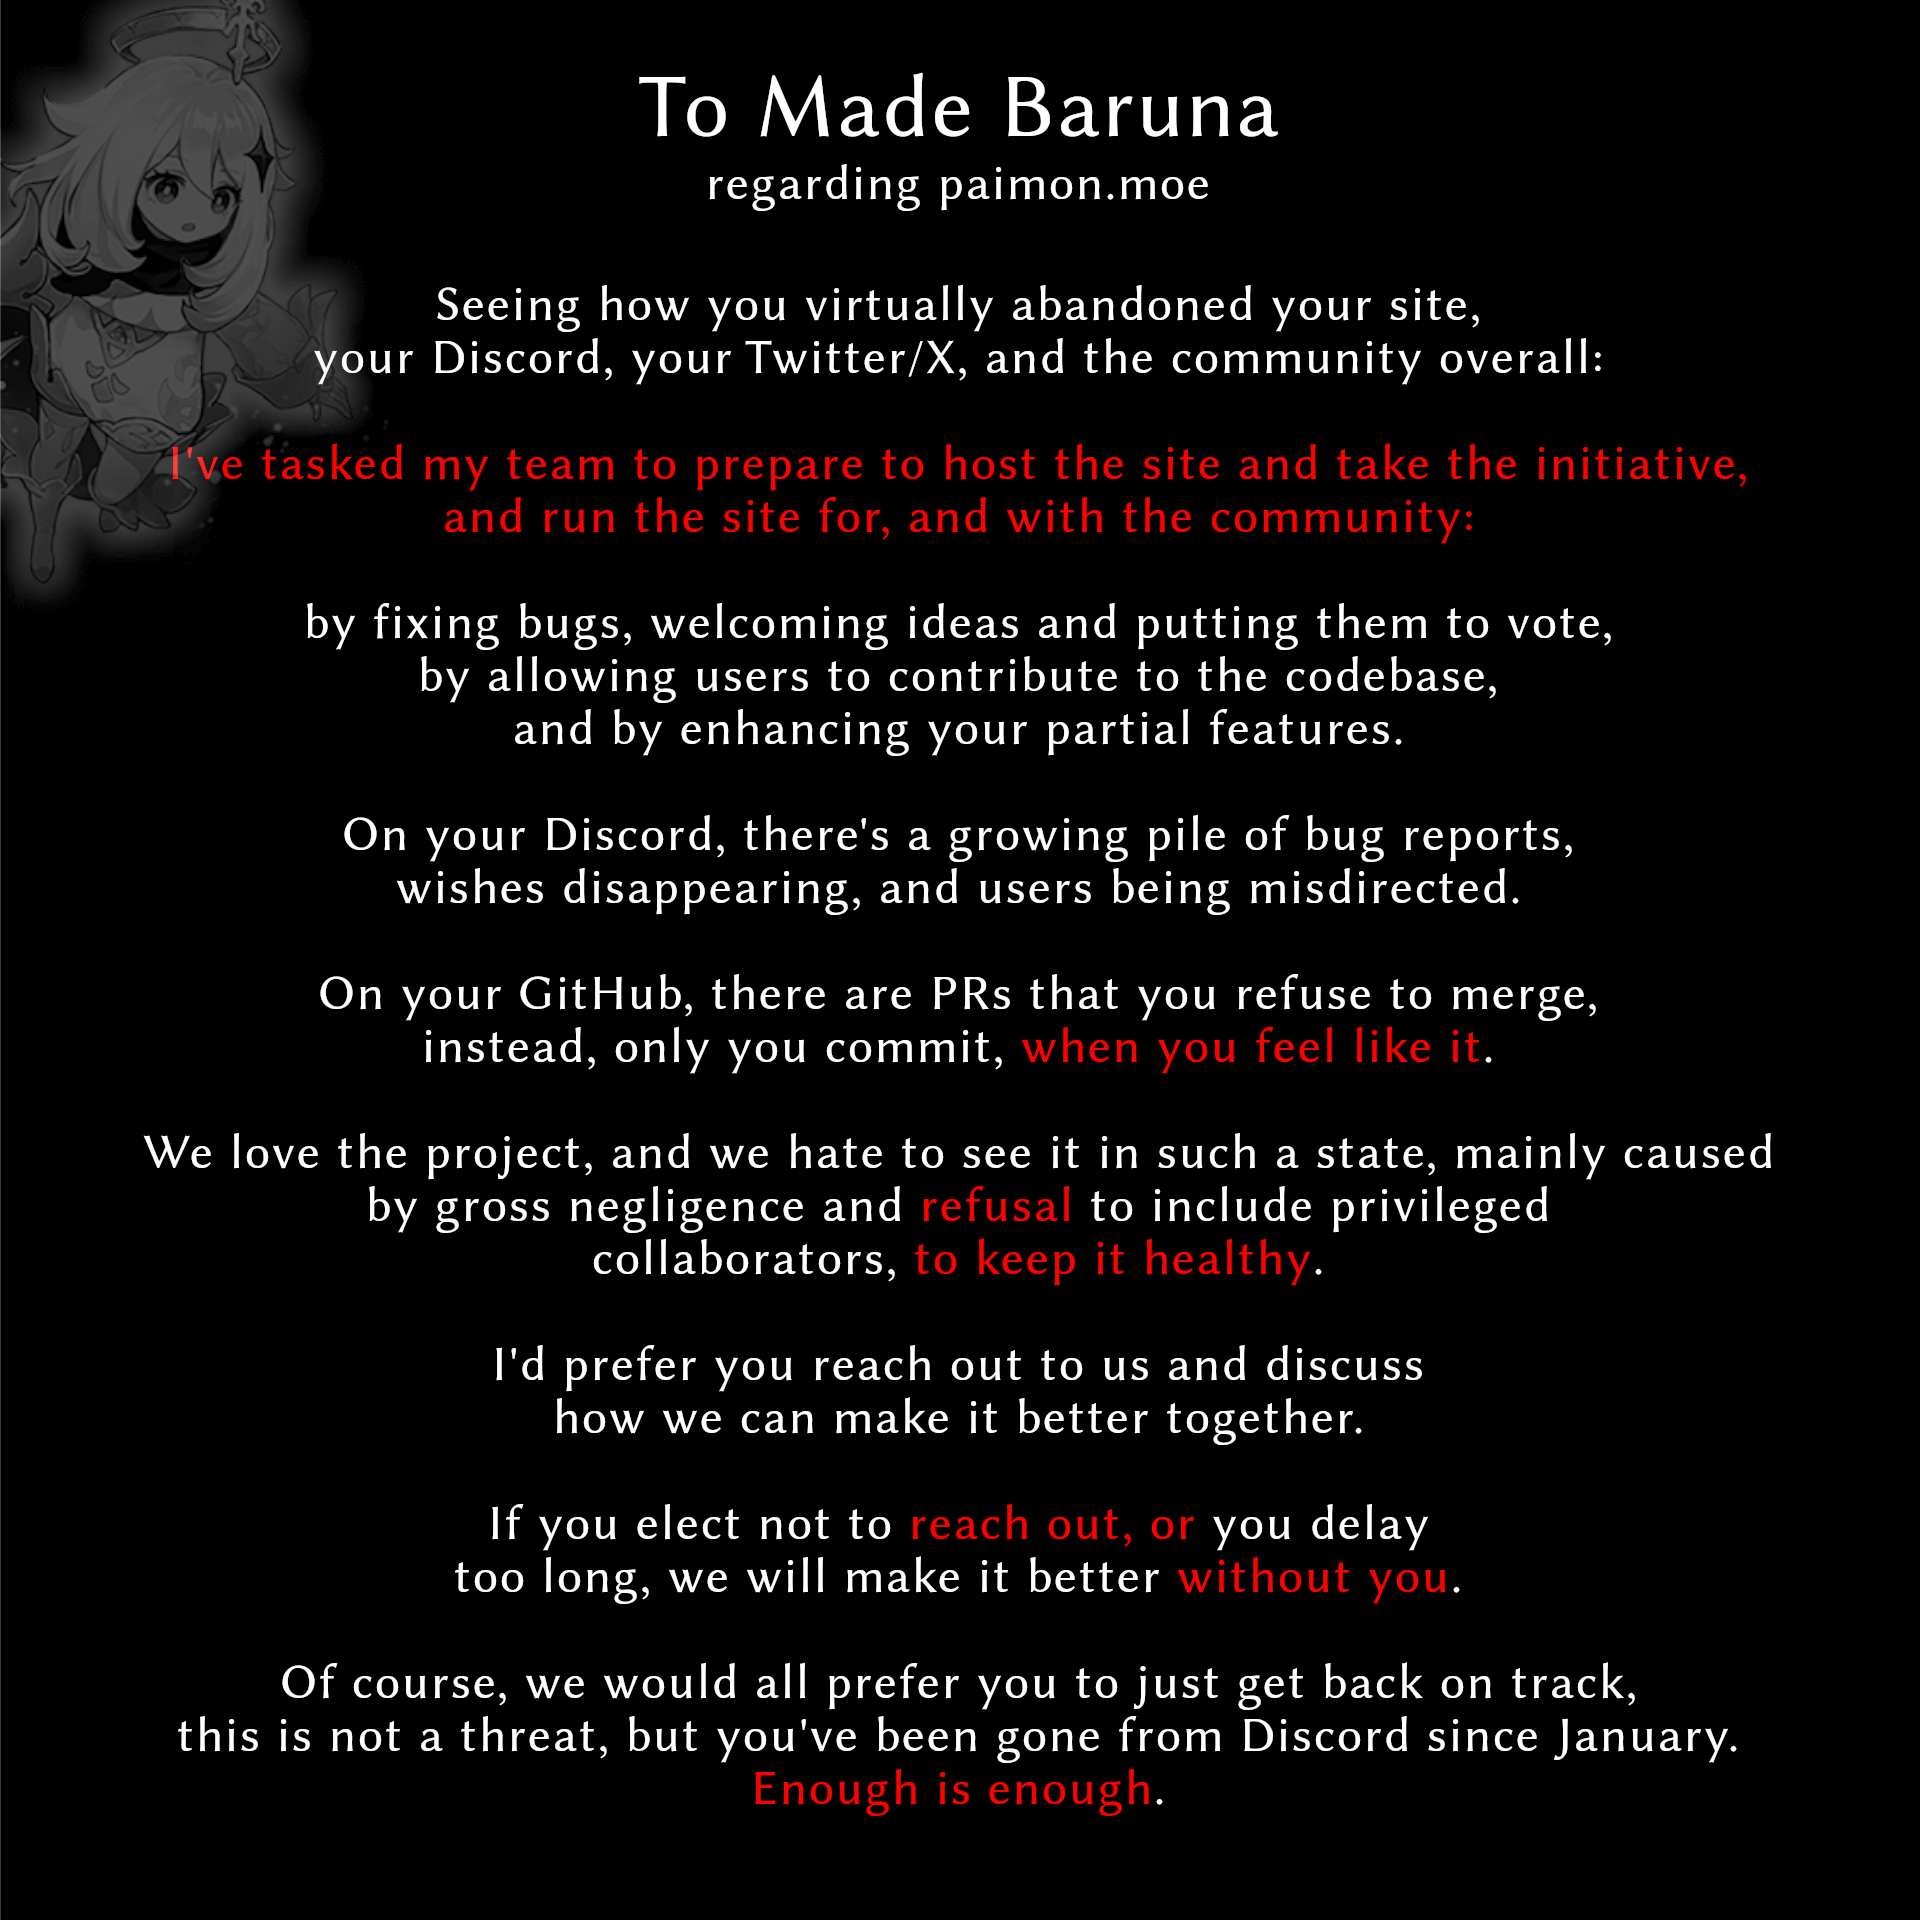 To Made Baruna
regarding paimon.moe
Seeing how you virtually abandoned your site,
your Discord, your Twitter/X, and the community overall:
I've tasked my team to prepare to host the site and take the initiative,
and run the site for, and with the community:
by fixing bugs, welcoming ideas and putting them to vote,
by allowing users to contribute to the codebase,
and by enhancing your partial features.
On your Discord, there's a growing pile of bug reports,
wishes disappearing, and users being misdirected.
On your GitHub, there are PRs that you refuse to merge,
instead, only you commit, when you feel like it.
We love the project, and we hate to see it in such a state, mainly caused
by gross negligence and refusal to include privileged
collaborators, to keep it healthy.
I'd prefer you reach out to us and discuss
how we can make it better together.
If you elect not to reach out, or you delay
too long, we will make it better without you.
Of course, we would all prefer you to just get back on track,
this is not a threat, but you've been gone from Discord since January.
Enough is enough.